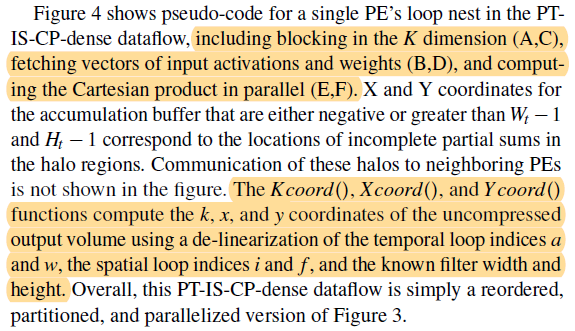 Figure 4 shows pseudo-code for a single PE's loop nest in the PT-
IS-CP-dense dataflow, including blocking in the K dimension (A,C),
fetching vectors of input activations and weights (B,D), and comput-
ing the Cartesian product in parallel (E,F). X and Y coordinates for
the accumulation buffer that are either negative or greater than Wt − 1
and Ht − 1 correspond to the locations of incomplete partial sums in
the halo regions. Communication of these halos to neighboring PEs
is not shown in the figure. The Kcoord(), Xcoord(), and Ycoord()
functions compute the k, x, and y coordinates of the uncompressed
output volume using a de-linearization of the temporal loop indices a
and w, the spatial loop indices i and f, and the known filter width and
height. Overall, this PT-IS-CP-dense dataflow is simply a reordered,
partitioned, and parallelized version of Figure 3.